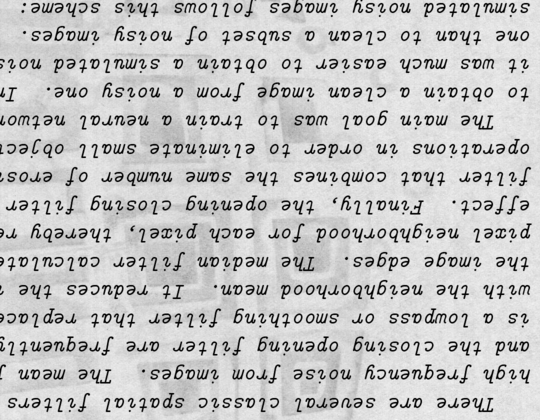 There are several classic spatial filters
high frequency noise from images. The mean
and the closing opening filter are frequently
is a lowpass or smoothing filter that replac
with the neighborhood mean. It reduces the
the image edges. The median filter calculate
pixel neighborhood for each pixel, thereby re
effect. Finally, the opening closing filter
filter that combines the same number of erosi
operations in order to eliminate small objec
The main goal was to train a neural networ
to obtain a clean image from a noisy one. In
it was much easier to obtain a simulated nois
one than to clean a subset of noisy images.
simulated noisy images follows this scheme: